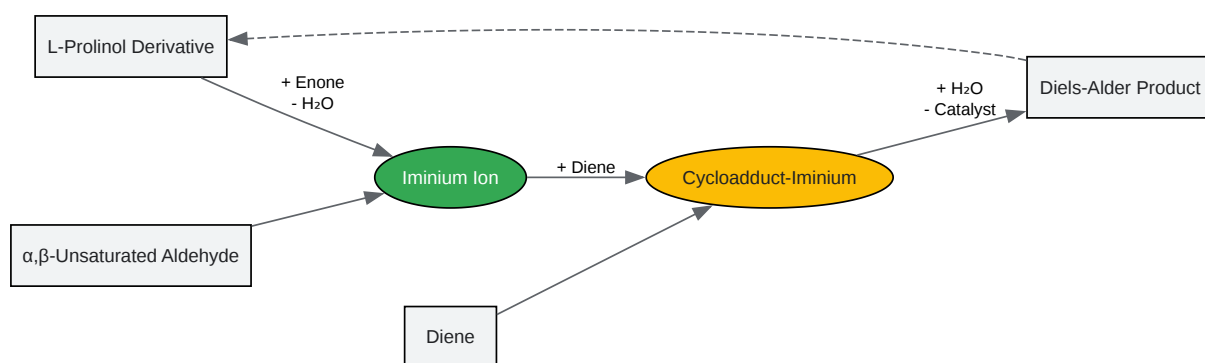 L-Prolinol Derivative
+ Enone
- H₂O
Diels-Alder Product
+ H₂O
- Catalyst
Iminium Ion
+ Diene
Cycloadduct-Iminium
α,β-Unsaturated Aldehyde
Diene